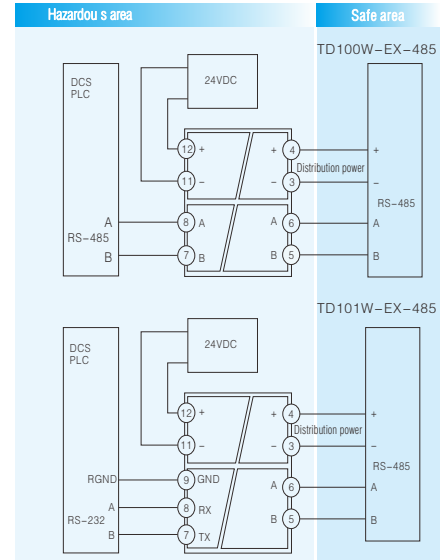 Hazardou s area
Safe area
TD100W-EX-485
DCS
PLC
24VDC
12 +
+ 4
+
Distribution power
11 -
- 3
-
RS-485
A
8 A
A 6
A
RS-485
B
7 B
B 5
B
TD101W-EX-485
DCS
PLC
24VDC
12 +
+ 4
+
Distribution power
11 -
- 3
-
RS-485
RGND
9 GND
A 6
A
A
8 RX
RS-232
B 5
B
B
7 TX